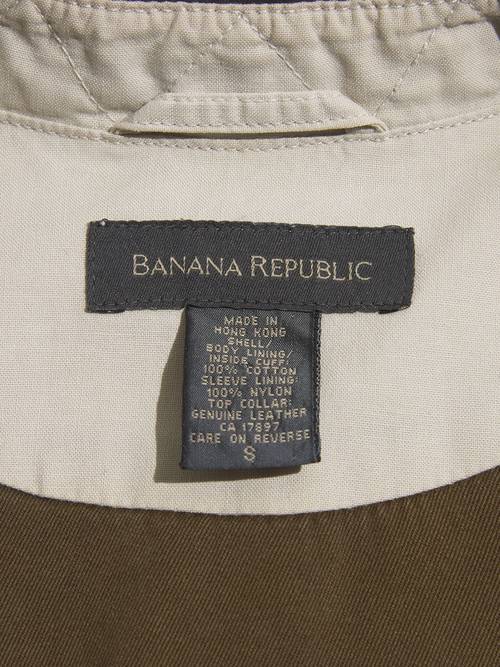 BANANA REPUBLIC
MADE IN
HONG KONG
SHELL/
BODY LINING/
INSIDE CUFF:
100% COTTON
SLEEVE LINING:
100% NYLON
TOP COLLAR:
GENUINE LEATHER
CA 17897
CARE ON REVERSE
S